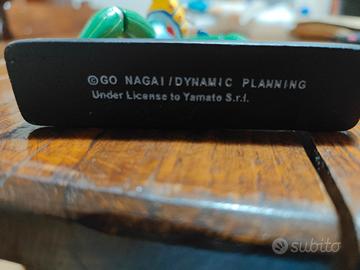 ©GO NAGAI/DYNAMIC PLANNING
Under License to Yamato S.r.l.
subito